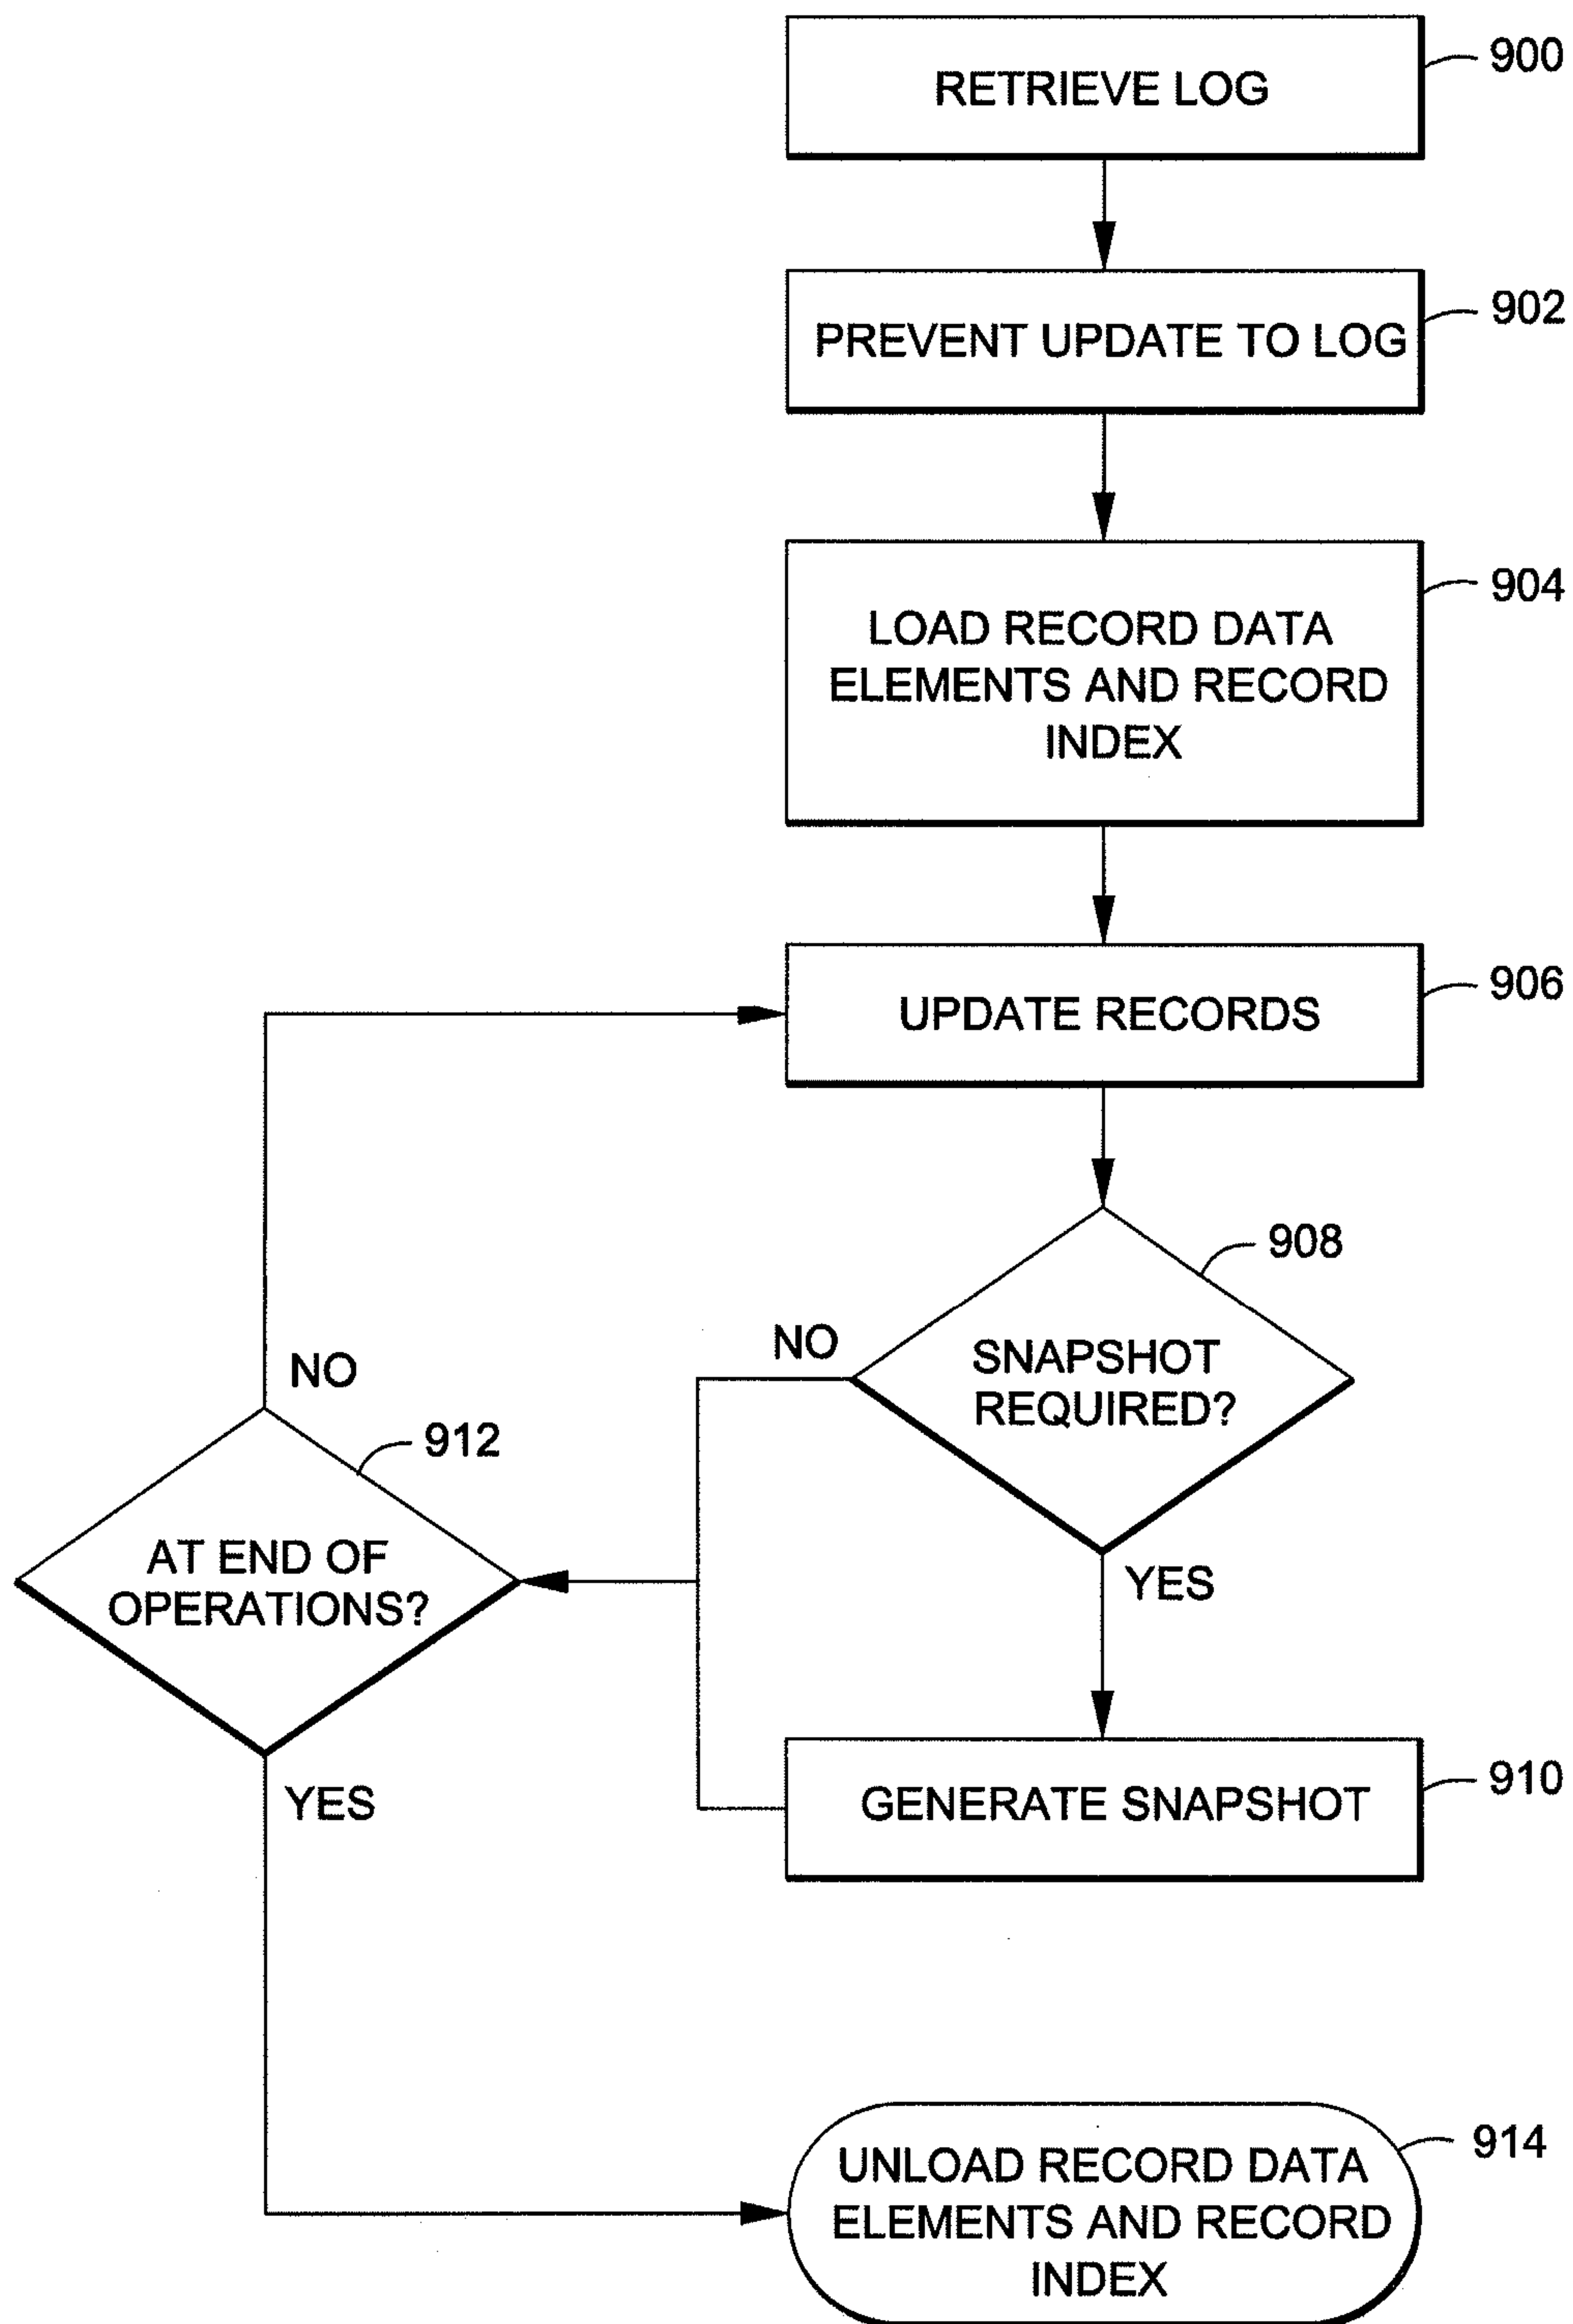 RETRIEVE LOG
900
PREVENT UPDATE TO LOG
902
LOAD RECORD DATA
ELEMENTS AND RECORD
INDEX
904
UPDATE RECORDS
906
SNAPSHOT
REQUIRED?
908
NO
YES
NO
AT END OF
OPERATIONS?
912
YES
GENERATE SNAPSHOT
910
UNLOAD RECORD DATA
ELEMENTS AND RECORD
INDEX
914